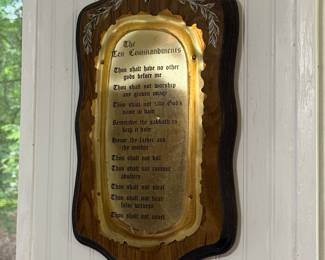 The
Ten Commandments
Thou shalt have no other
gods before me
Thou shalt not worship
any graven image
Thou shalt not take God's
name in vain
Remember the sabbath to
keep it holy
Honor thy father and
thy mother
Thou shalt not kill
Thou shalt not commit
adultery
Thou shalt not steal
Thou shalt not bear
false witness
Thou shalt not covet